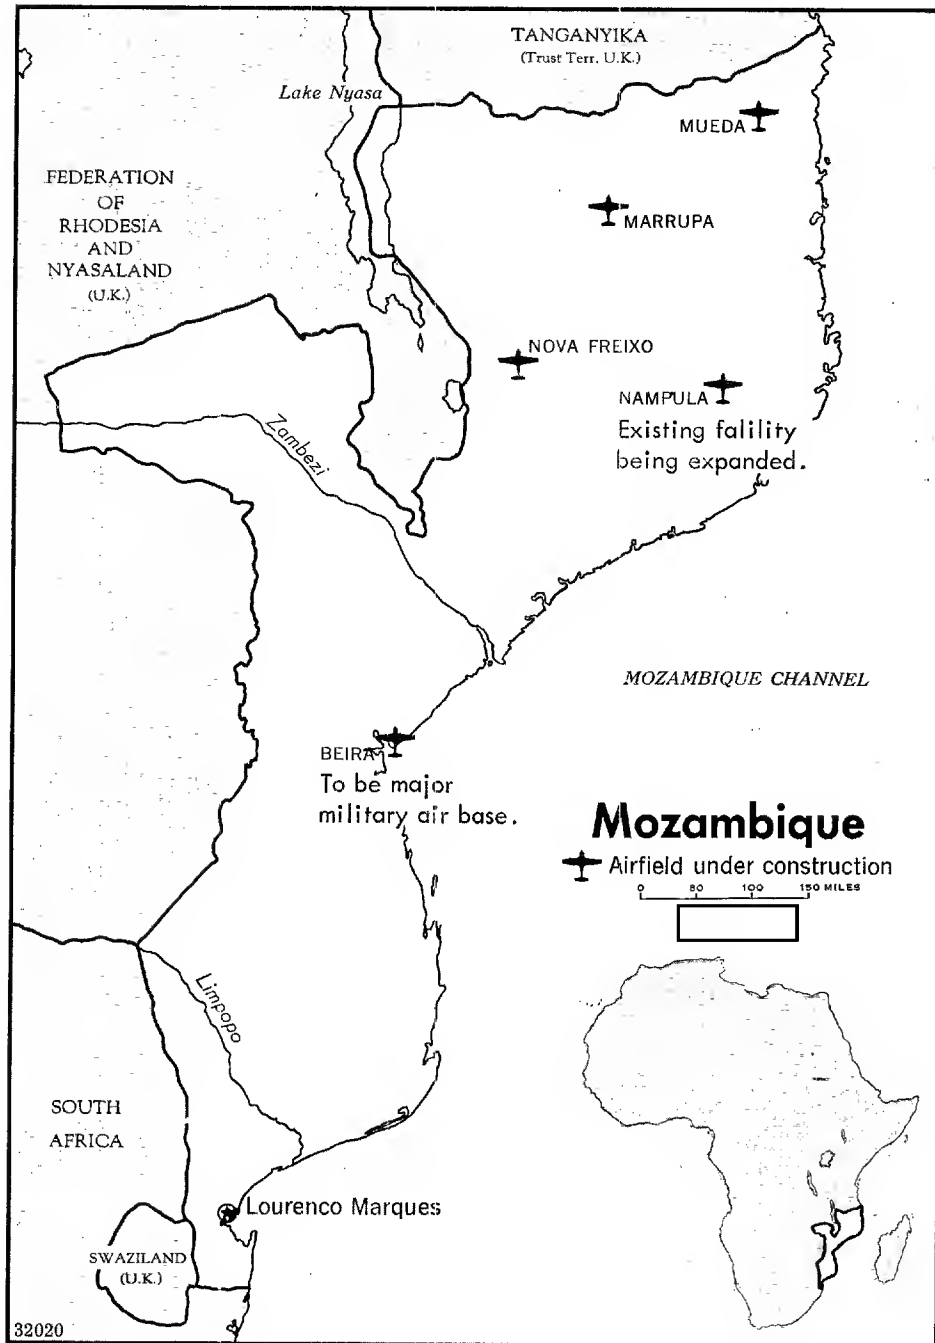 TANGANYIKA
(Trust Terr. U.K.)
Lake Nyasa
MUEDA
FEDERATION
OF
RHODESIA
AND
NYASALAND
(U.K.)
MARRUPA
NOVA FREIXO
NAMPULA
Existing falility
being expanded.
Zambezi
MOZAMBIQUE CHANNEL
BEIRA
To be major
military air base.
Mozambique
Airfield under construction
0 50 100 150 MILES
Limpopo
SOUTH
AFRICA
Lourenco Marques
SWAZILAND
(U.K.)
32020